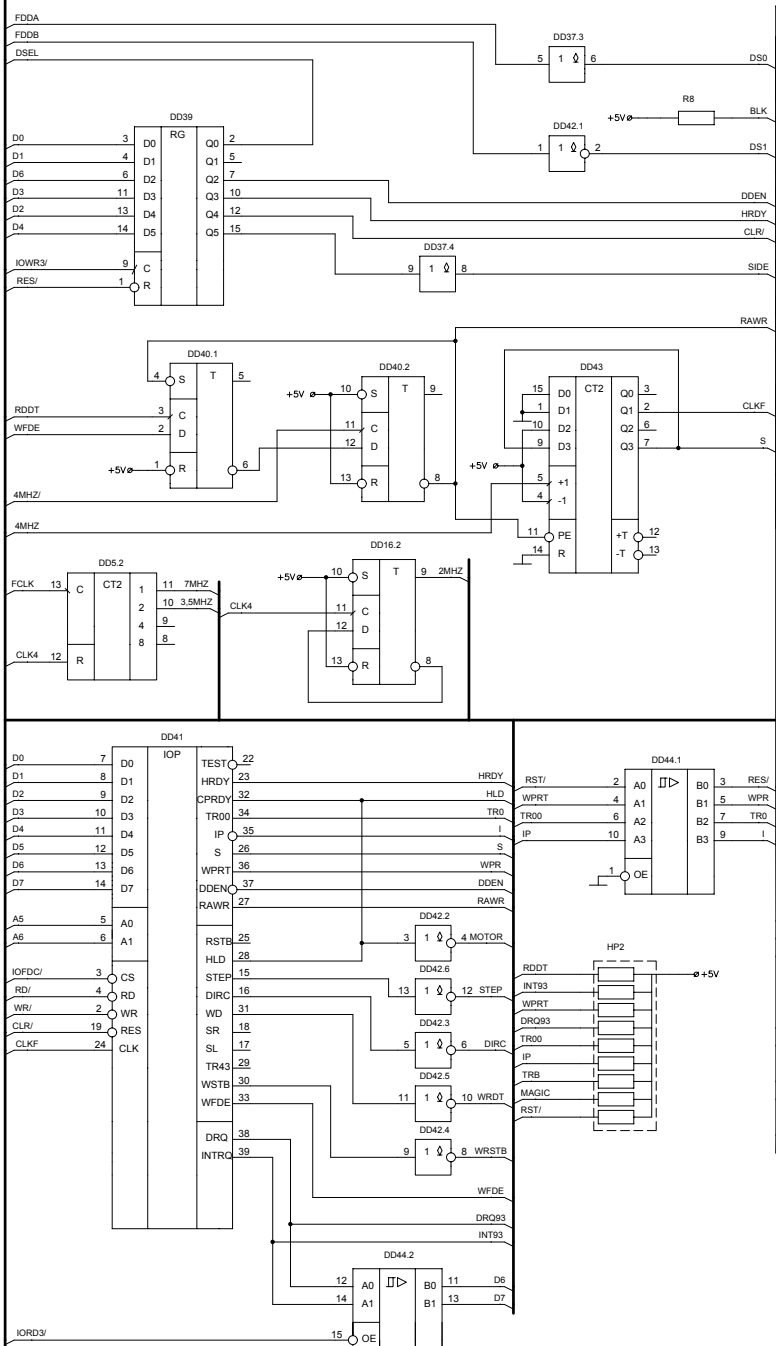 FDDA
FDDB
DSEL
DD37.3
5 1 6 DS0
R8
+5V BLK
DD42.1
1 1 2 DS1
DD39
RG
D0 3 D0 Q0 2
D1 4 D1 Q1 5
D6 6 D2 Q2 7 DDEN
D3 11 D3 Q3 10 HRDY
D2 13 D4 Q4 12 CLR/
D4 14 D5 Q5 15
IOWR3/ 9 C
RES/ 1 R
DD37.4
9 1 8 SIDE
RAWR
DD40.1
4 S T 5
RDDT 3 C
WFDE 2 D
+5V 1 R 6
DD40.2
+5V 10 S T 9
11 C
12 D
13 R 8
DD43
CT2
15 D0 Q0 3
1 D1 Q1 2 CLKF
10 D2 Q2 6
9 D3 Q3 7 S
+5V 5 +1
4 -1
11 PE +T 12
14 R -T 13
4MHZ/
4MHZ
DD5.2
FCLK 13 C CT2 1 11 7MHZ
2 10 3,5MHZ
4 9
8 8
CLK4 12 R
DD16.2
+5V 10 S T 9 2MHZ
CLK4 11 C
12 D
13 R 8
DD41
IOP
D0 7 D0 TEST 22
D1 8 D1 HRDY 23 HRDY
D2 9 D2 CPRDY 32 HLD
D3 10 D3 TR00 34 TR0
D4 11 D4 IP 35 I
D5 12 D5 S 26 S
D6 13 D6 WPRT 36 WPR
D7 14 D7 DDEN 37 DDEN
RAWR 27 RAWR
A5 5 A0
A6 6 A1 RSTB 25
HLD 28
IOFDC/ 3 CS STEP 15
RD/ 4 RD DIRC 16
WR/ 2 WR WD 31
CLR/ 19 RES SR 18
CLKF 24 CLK SL 17
TR43 29
WSTB 30
WFDE 33
DRQ 38
INTRQ 39
DD42.2
3 1 4 MOTOR
DD42.6
13 1 12 STEP
DD42.3
5 1 6 DIRC
DD42.5
11 1 10 WRDT
DD42.4
9 1 8 WRSTB
WFDE
DRQ93
INT93
DD44.2
12 A0 B0 11 D6
14 A1 B1 13 D7
IORD3/ 15 OE
DD44.1
RST/ 2 A0 B0 3 RES/
WPRT 4 A1 B1 5 WPR
TR00 6 A2 B2 7 TR0
IP 10 A3 B3 9 I
1 OE
HP2
RDDT +5V
INT93
WPRT
DRQ93
TR00
IP
TRB
MAGIC
RST/